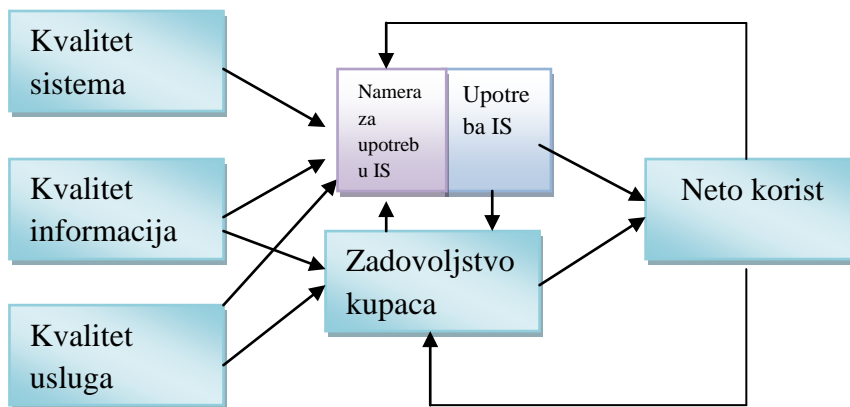 Kvalitet
sistema
Namera
za
upotreb
u IS
Upotre
ba IS
Kvalitet
informacija
Neto korist
Zadovoljstvo
kupaca
Kvalitet
usluga